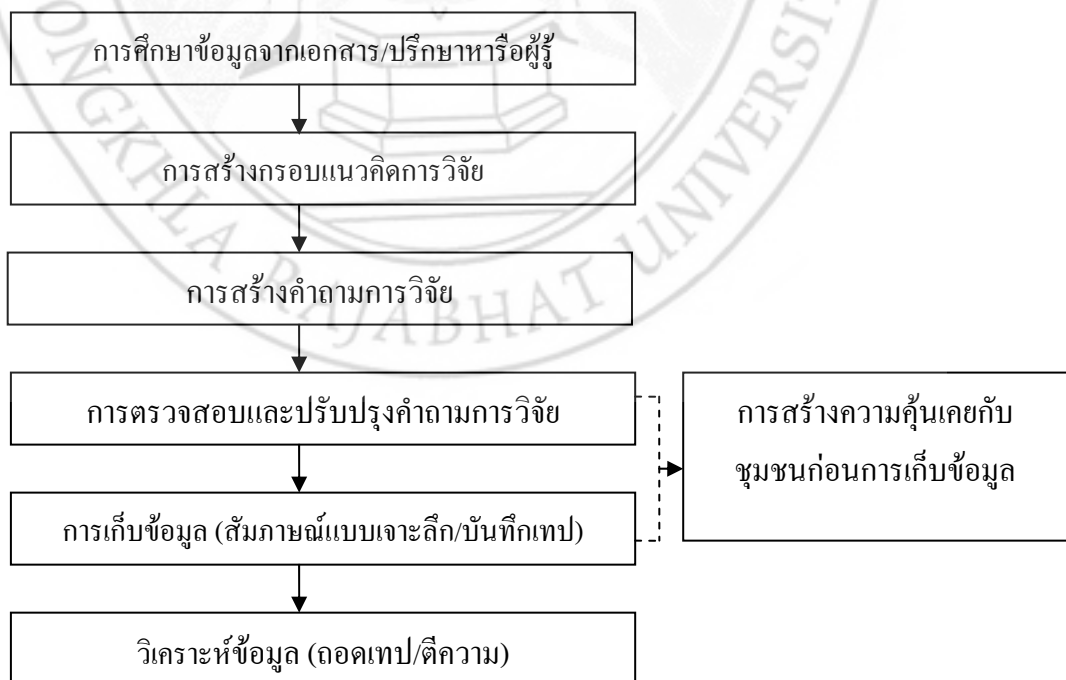 การศึกษาข้อมูลจากเอกสาร/ปรึกษาหารือผู้รู้
การสร้างกรอบแนวคิดการวิจัย
การสร้างคำถามการวิจัย
การตรวจสอบและปรับปรุงคำถามการวิจัย
การสร้างความคุ้นเคยกับ
ชุมชนก่อนการเก็บข้อมูล
การเก็บข้อมูล (สัมภาษณ์แบบเจาะลึก/บันทึกเทป)
วิเคราะห์ข้อมูล (ถอดเทป/ตีความ)
ONGKHLA RAJABHAT UNIVERSI